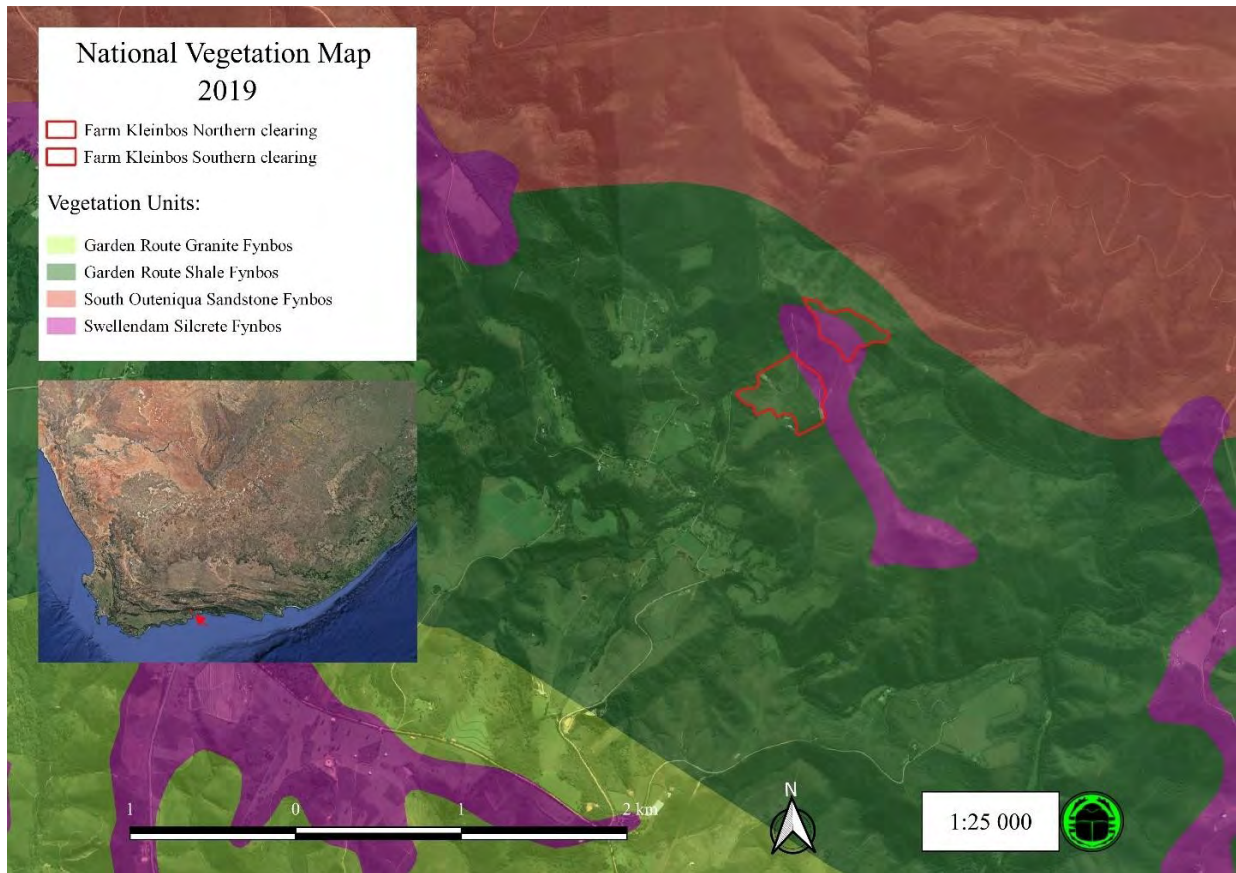 National Vegetation Map
2019
Farm Kleinbos Northern clearing
Farm Kleinbos Southern clearing
Vegetation Units:
Garden Route Granite Fynbos
Garden Route Shale Fynbos
South Outeniqua Sandstone Fynbos
Swellendam Silcrete Fynbos
N
1 0 1 2 km
1:25 000